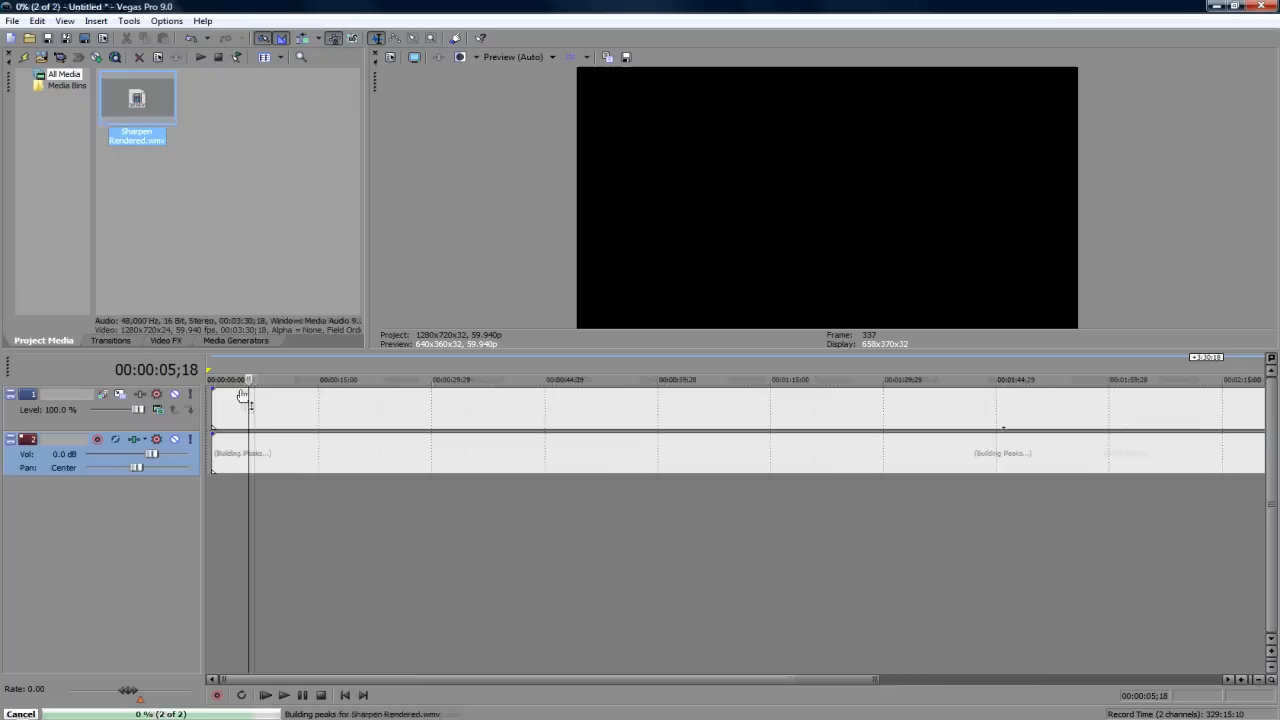 0% (2 of 2) - Untitled * - Vegas Pro 9.0
File Edit View Insert Tools Options Help
Preview (Auto)
All Media
Media Bins
Sharpen
Rendered.wmv
Audio: 48,000 Hz, 16 Bit, Stereo, 00:03:30;18, Windows Media Audio 9.
Video: 1280x720x24, 59.940 fps, 00:03:30;18, Alpha = None, Field Ord
Project Media Transitions Video FX Media Generators
Project: 1280x720x32, 59.940p
Preview: 640x360x32, 59.940p
Frame: 337
Display: 658x370x32
+3:30;18
00:00:05;18
00:00:00 00:00:15;00 00:00:29;29 00:00:44;29 00:00:59;28 00:01:15;00 00:01:29;29 00:01:44;29 00:01:59;28 00:02:15;00
1
Level: 100.0 %
2
Vol: 0.0 dB
Pan: Center
(Building Peaks...) (Building Peaks...)
Rate: 0.00
00:00:05;18
Cancel 0 % (2 of 2) Building peaks for Sharpen Rendered.wmv Record Time (2 channels): 329:15:10